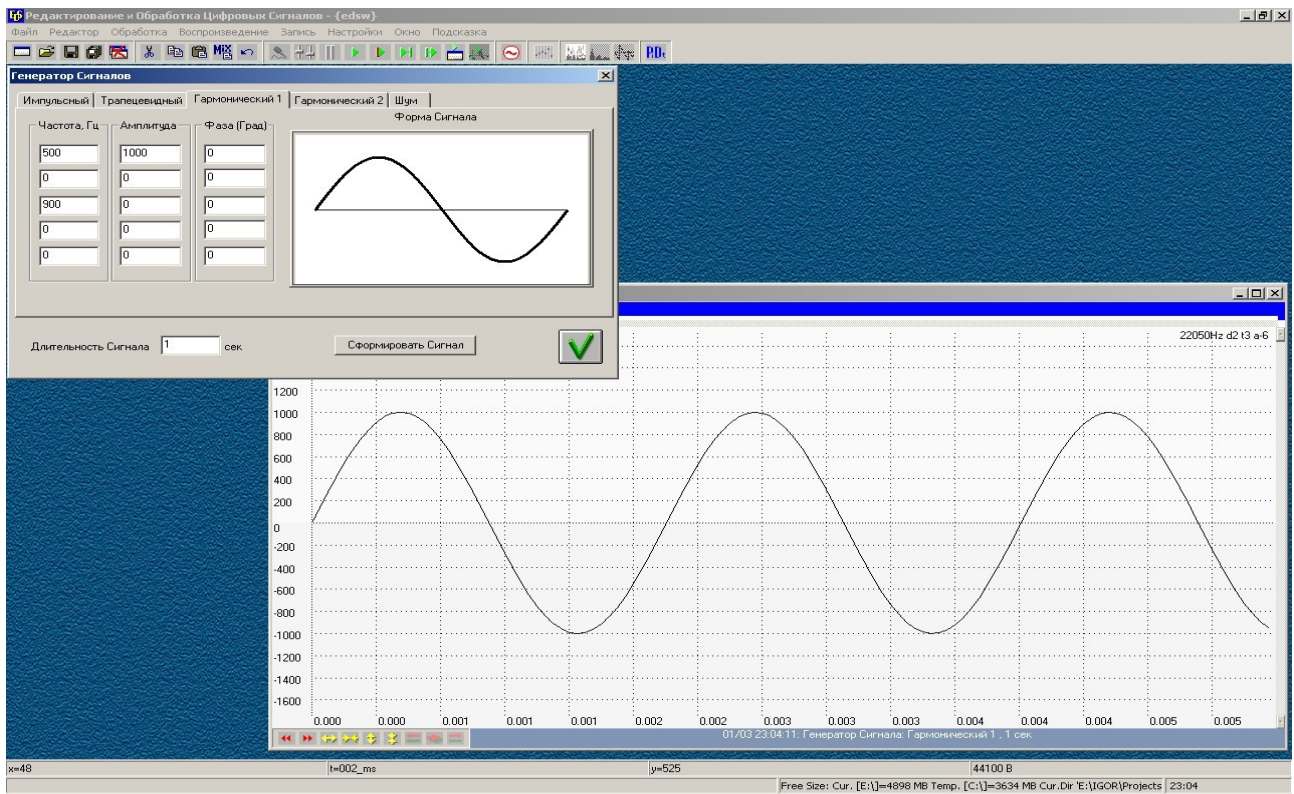 Редактирование и Обработка Цифровых Сигналов - {edsw}
Файл Редактор Обработка Воспроизведение Запись Настройки Окно Подсказка
MIX P.D.
Генератор Сигналов
Импульсный Трапецевидный Гармонический 1 Гармонический 2 Шум
Частота, Гц Амплитуда Фаза (Град) Форма Сигнала
500 1000 0
0 0 0
900 0 0
0 0 0
0 0 0
Длительность Сигнала 1 сек Сформировать Сигнал
22050Hz d2 t3 a-6
1200
1000
800
600
400
200
0
-200
-400
-600
-800
-1000
-1200
-1400
-1600
0.000 0.000 0.001 0.001 0.001 0.002 0.002 0.003 0.003 0.003 0.004 0.004 0.004 0.005 0.005
01/03 23:04:11: Генератор Сигнала: Гармонический 1 , 1 сек
x=48 t=002_ms y=525 44100 B
Free Size: Cur. [E:\]=4898 MB Temp. [C:\]=3634 MB Cur.Dir 'E:\IGOR\Projects 23:04